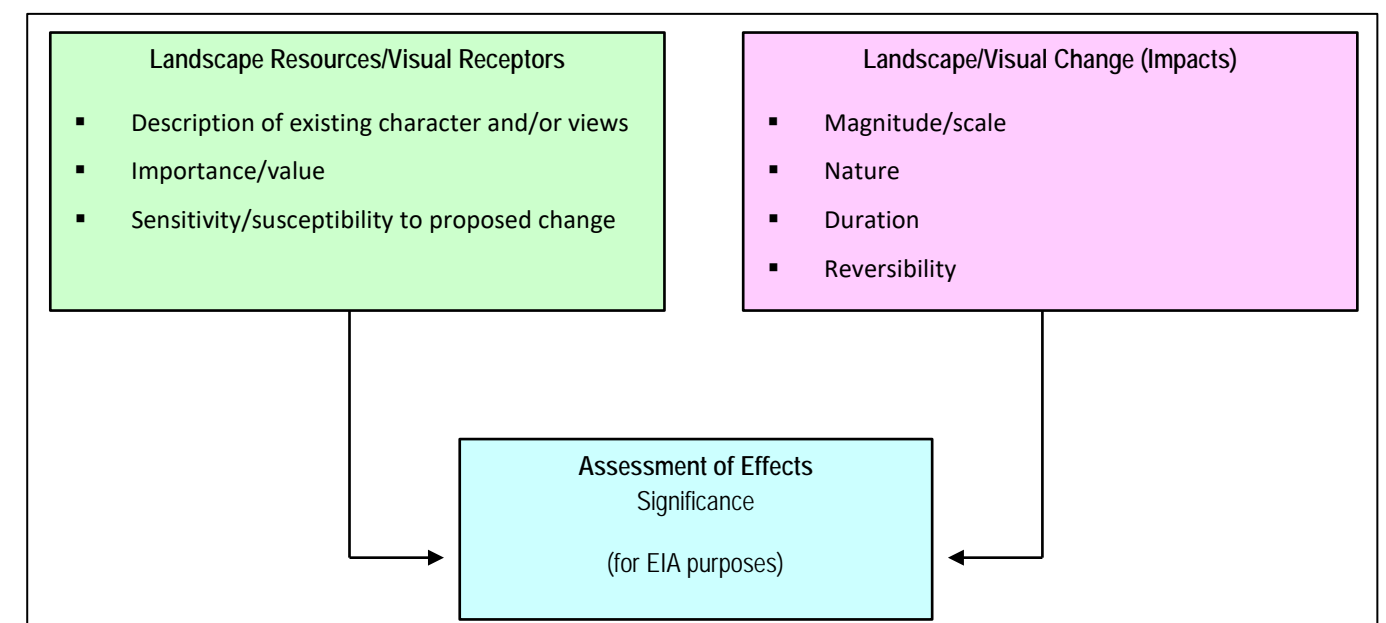 Landscape Resources/Visual Receptors
▪ Description of existing character and/or views
▪ Importance/value
▪ Sensitivity/susceptibility to proposed change
Landscape/Visual Change (Impacts)
▪ Magnitude/scale
▪ Nature
▪ Duration
▪ Reversibility
Assessment of Effects
Significance
(for EIA purposes)